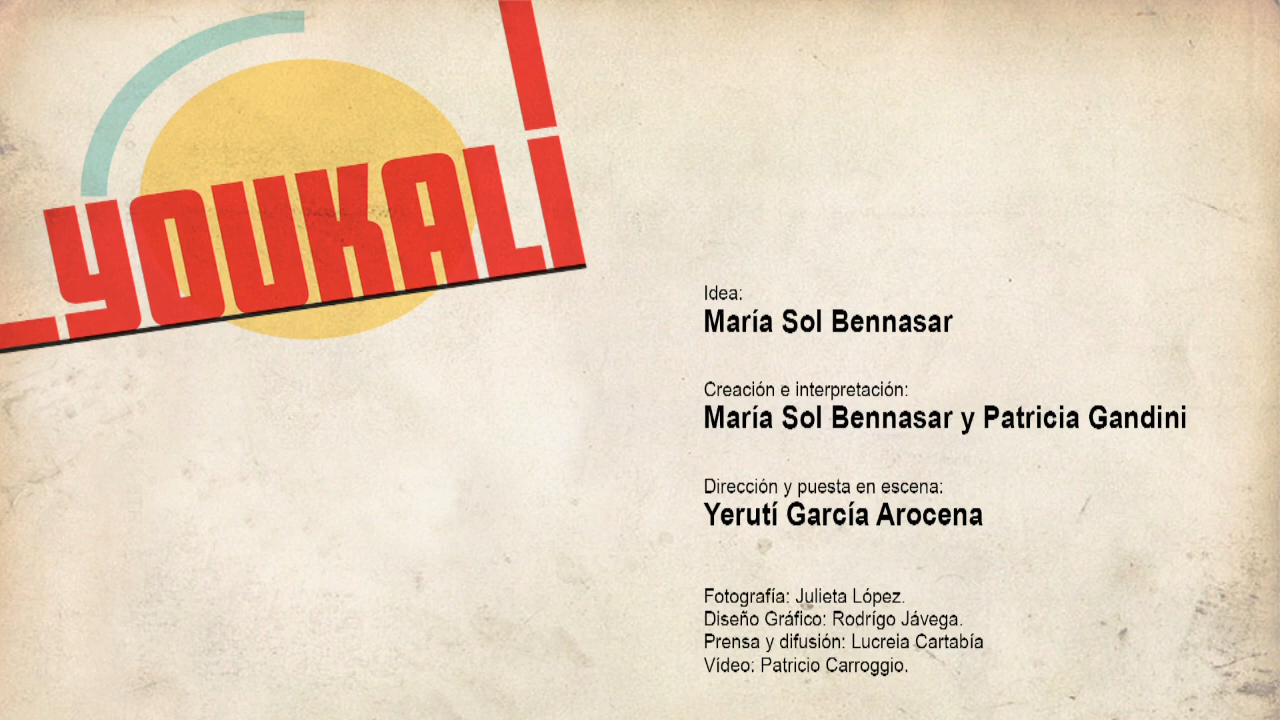 YOUKALI
Idea:
María Sol Bennasar
Creación e interpretación:
María Sol Bennasar y Patricia Gandini
Dirección y puesta en escena:
Yerutí García Arocena
Fotografía: Julieta López.
Diseño Gráfico: Rodrígo Jávega.
Prensa y difusión: Lucreia Cartabía
Vídeo: Patricio Carroggio.